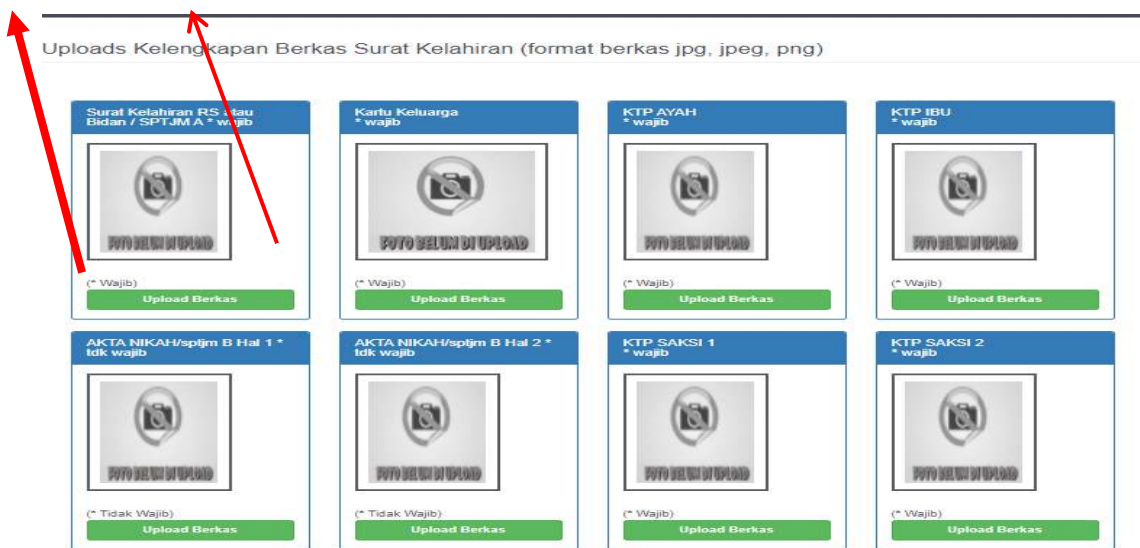 Uploads Kelengkapan Berkas Surat Kelahiran (format berkas jpg, jpeg, png)
Surat Kelahiran RS atau
Bidan / SPTJM A * wajib
Kartu Keluarga
* wajib
KTP AYAH
* wajib
KTP IBU
* wajib
FOTO BELUM DI UPLOAD
FOTO BELUM DI UPLOAD
FOTO BELUM DI UPLOAD
FOTO BELUM DI UPLOAD
(* Wajib)
(* Wajib)
(* Wajib)
(* Wajib)
Upload Berkas
Upload Berkas
Upload Berkas
Upload Berkas
AKTA NIKAH/sptjm B Hal 1 *
tdk wajib
AKTA NIKAH/sptjm B Hal 2 *
tdk wajib
KTP SAKSI 1
* wajib
KTP SAKSI 2
* wajib
FOTO BELUM DI UPLOAD
FOTO BELUM DI UPLOAD
FOTO BELUM DI UPLOAD
FOTO BELUM DI UPLOAD
(* Tidak Wajib)
(* Tidak Wajib)
(* Wajib)
(* Wajib)
Upload Berkas
Upload Berkas
Upload Berkas
Upload Berkas